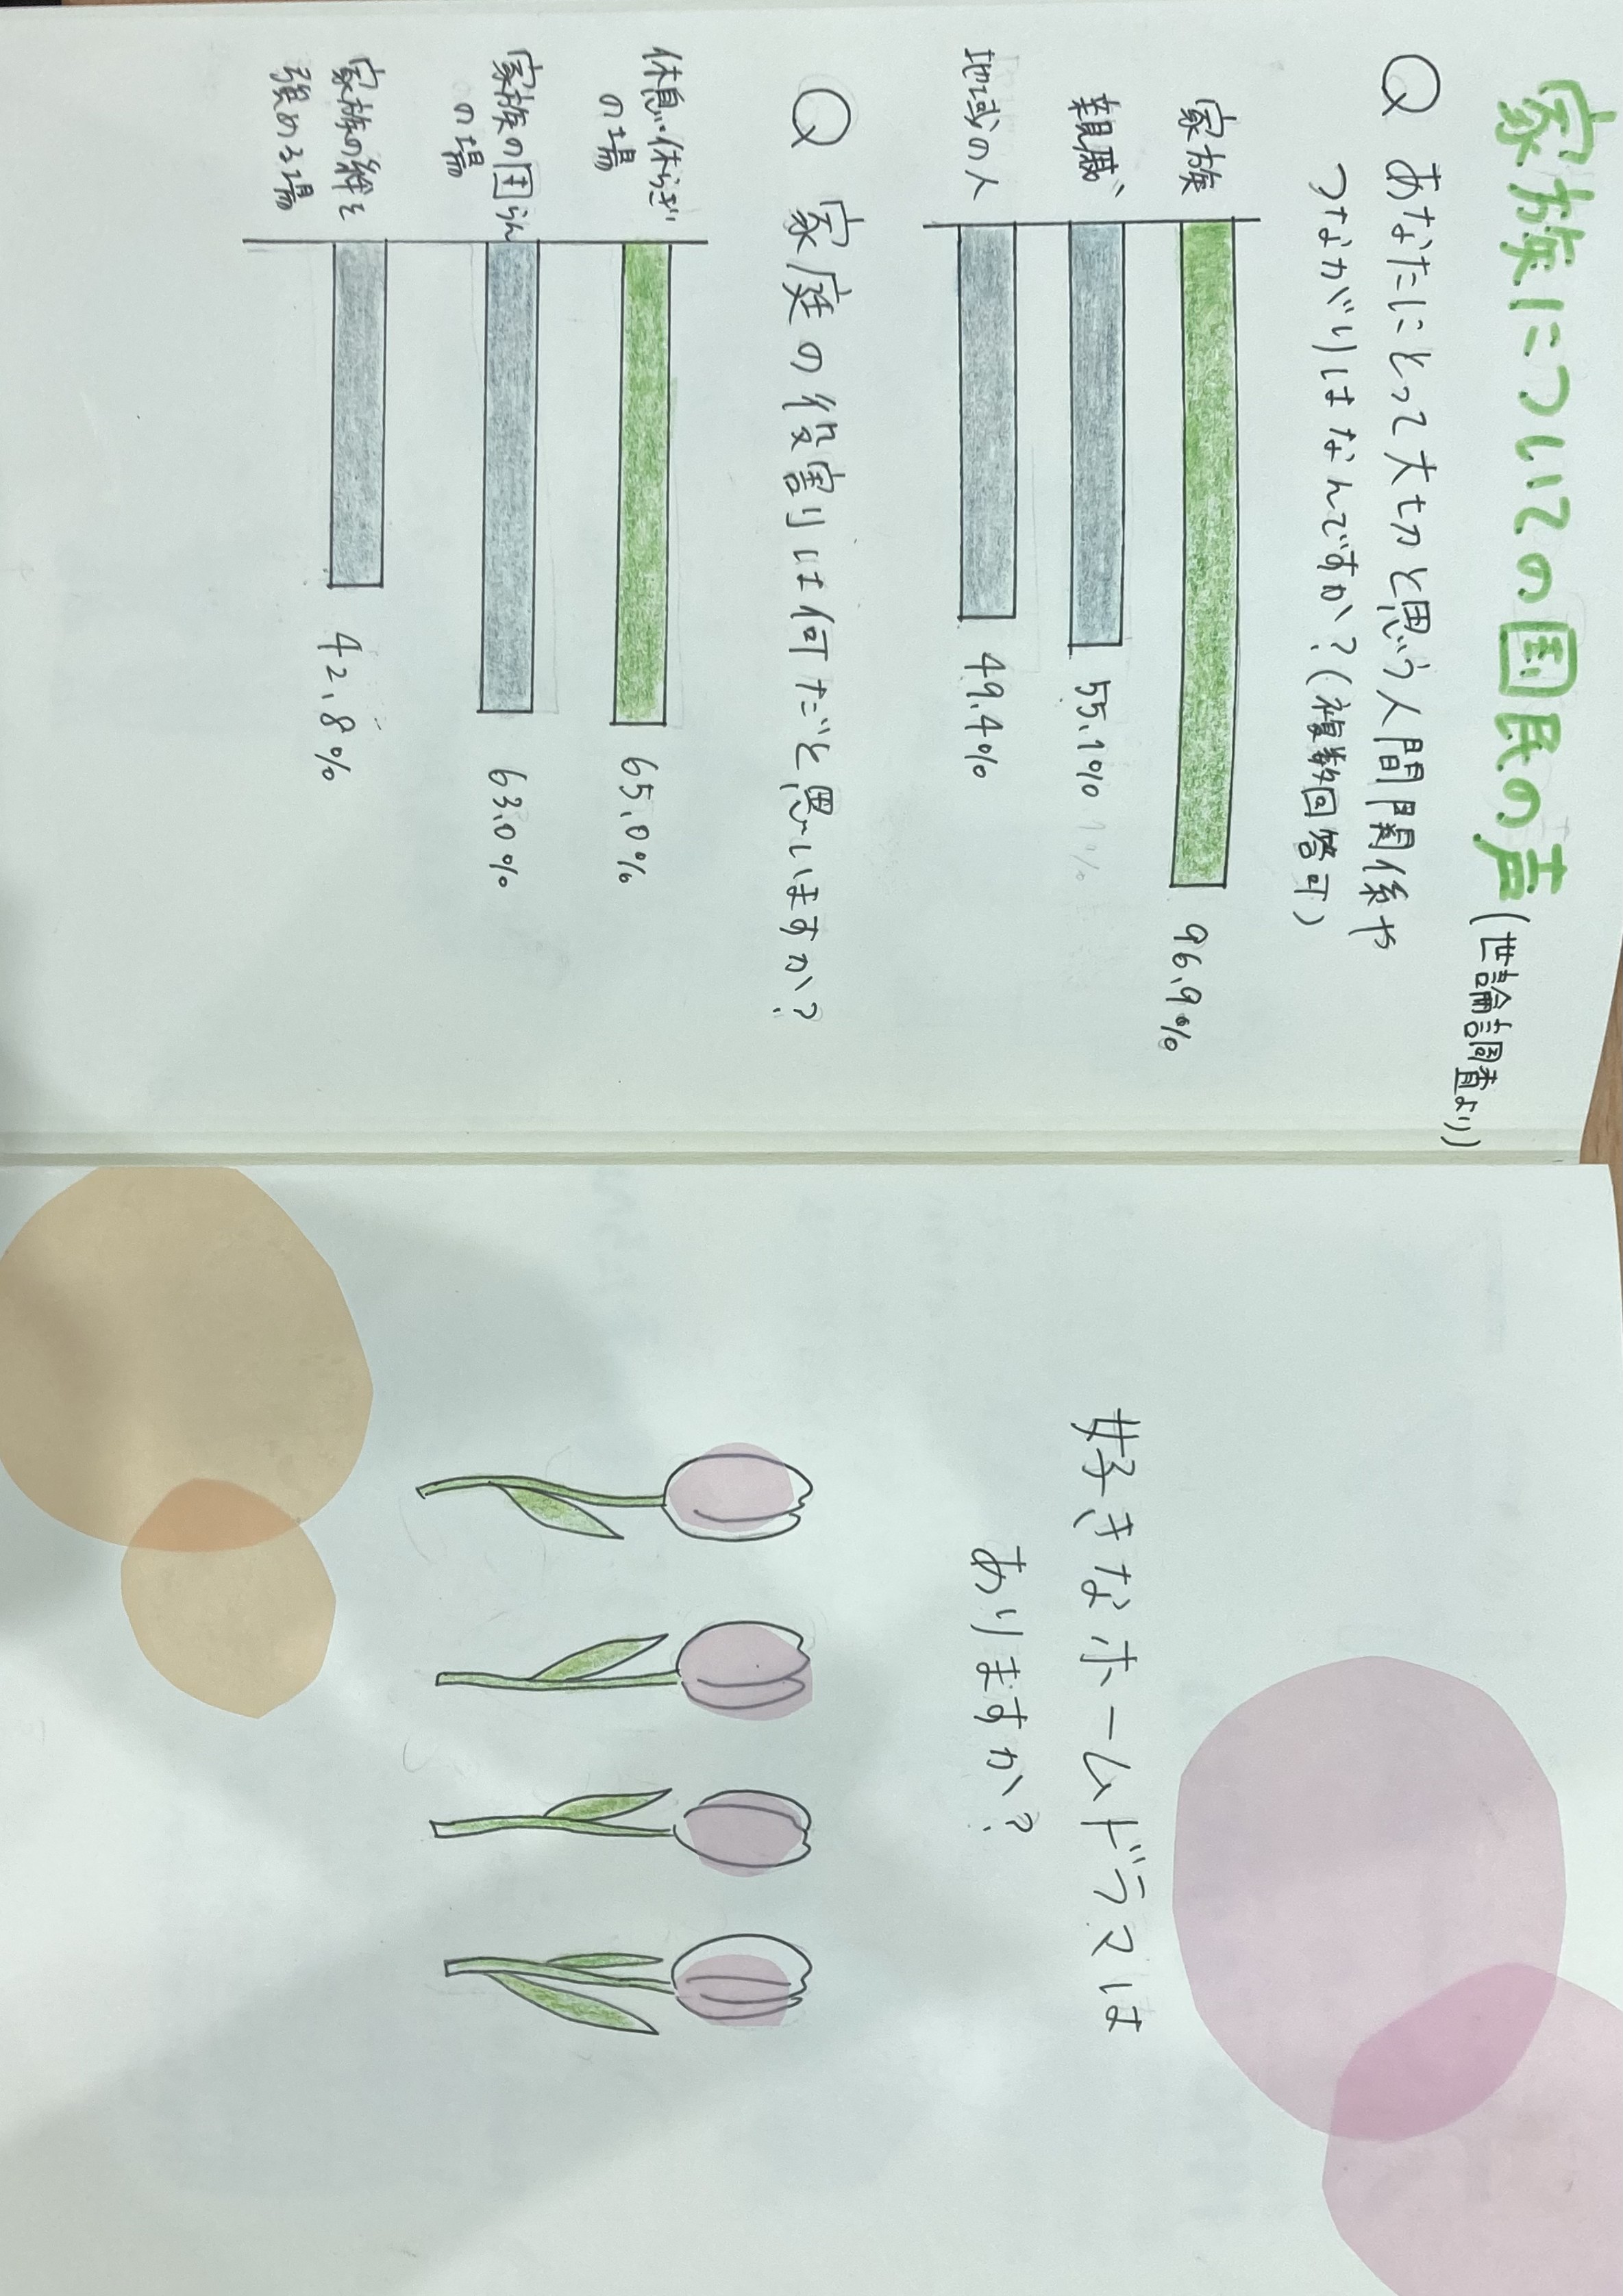 家族についての国民の声(世論調査より)
Q あなたにとって大切と思う人間関係や
つながりはなんですか?(複数回答可)
家族 96.9%
親戚 55.1%
地域の人 49.4%
Q 家庭の役割は何だと思いますか?
休息・休らぎ
の場 65.0%
家族の団らん
の場 63.0%
家族の絆を
強める場 42.8%
好きなホームドラマは
ありますか?